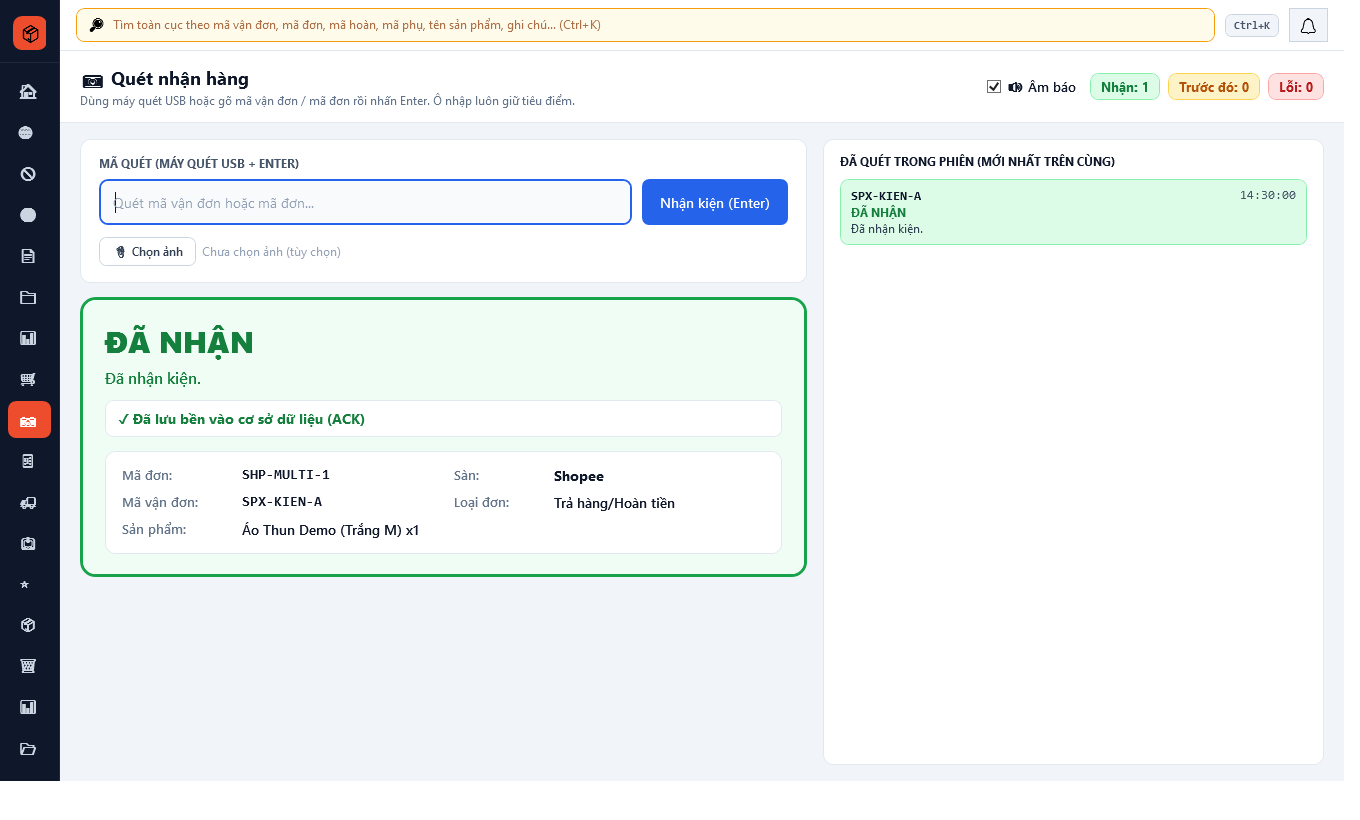 Tìm toàn cục theo mã vận đơn, mã đơn, mã hoàn, mã phụ, tên sản phẩm, ghi chú... (Ctrl+K)
Ctrl+K
Quét nhận hàng
Dùng máy quét USB hoặc gõ mã vận đơn / mã đơn rồi nhấn Enter. Ô nhập luôn giữ tiêu điểm.
Âm báo
Nhận: 1
Trước đó: 0
Lỗi: 0
MÃ QUÉT (MÁY QUÉT USB + ENTER)
Quét mã vận đơn hoặc mã đơn...
Nhận kiện (Enter)
Chọn ảnh
Chưa chọn ảnh (tùy chọn)
ĐÃ NHẬN
Đã nhận kiện.
✓ Đã lưu bền vào cơ sở dữ liệu (ACK)
Mã đơn: SHP-MULTI-1 Sàn: Shopee
Mã vận đơn: SPX-KIEN-A Loại đơn: Trả hàng/Hoàn tiền
Sản phẩm: Áo Thun Demo (Trắng M) x1
ĐÃ QUÉT TRONG PHIÊN (MỚI NHẤT TRÊN CÙNG)
SPX-KIEN-A 14:30:00
ĐÃ NHẬN
Đã nhận kiện.